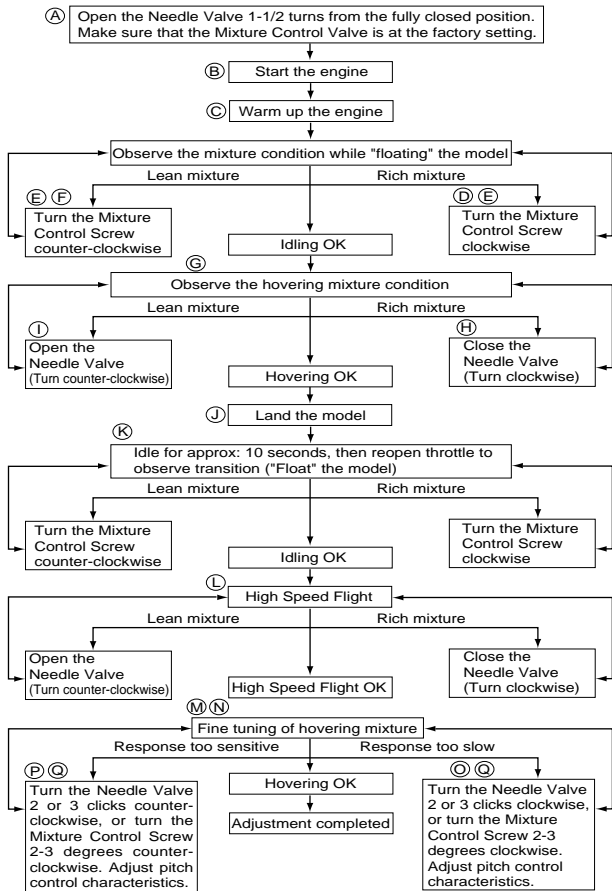 A
Open the Needle Valve 1-1/2 turns from the fully closed position.
Make sure that the Mixture Control Valve is at the factory setting.
B
Start the engine
C
Warm up the engine
Observe the mixture condition while "floating" the model
Lean mixture
Rich mixture
E F
Turn the Mixture
Control Screw
counter-clockwise
D E
Turn the Mixture
Control Screw
clockwise
Idling OK
G
Observe the hovering mixture condition
Lean mixture
Rich mixture
I
Open the
Needle Valve
(Turn counter-clockwise)
H
Close the
Needle Valve
(Turn clockwise)
Hovering OK
J
Land the model
K
Idle for approx: 10 seconds, then reopen throttle to
observe transition ("Float" the model)
Lean mixture
Rich mixture
Turn the Mixture
Control Screw
counter-clockwise
Turn the Mixture
Control Screw
clockwise
Idling OK
L
High Speed Flight
Lean mixture
Rich mixture
Open the
Needle Valve
(Turn counter-clockwise)
Close the
Needle Valve
(Turn clockwise)
High Speed Flight OK
M N
Fine tuning of hovering mixture
Response too sensitive
Response too slow
P Q
Turn the Needle Valve
2 or 3 clicks counter-
clockwise, or turn the
Mixture Control Screw
2-3 degrees counter-
clockwise. Adjust pitch
control characteristics.
O Q
Turn the Needle Valve
2 or 3 clicks clockwise,
or turn the Mixture
Control Screw 2-3
degrees clockwise.
Adjust pitch control
characteristics.
Hovering OK
Adjustment completed